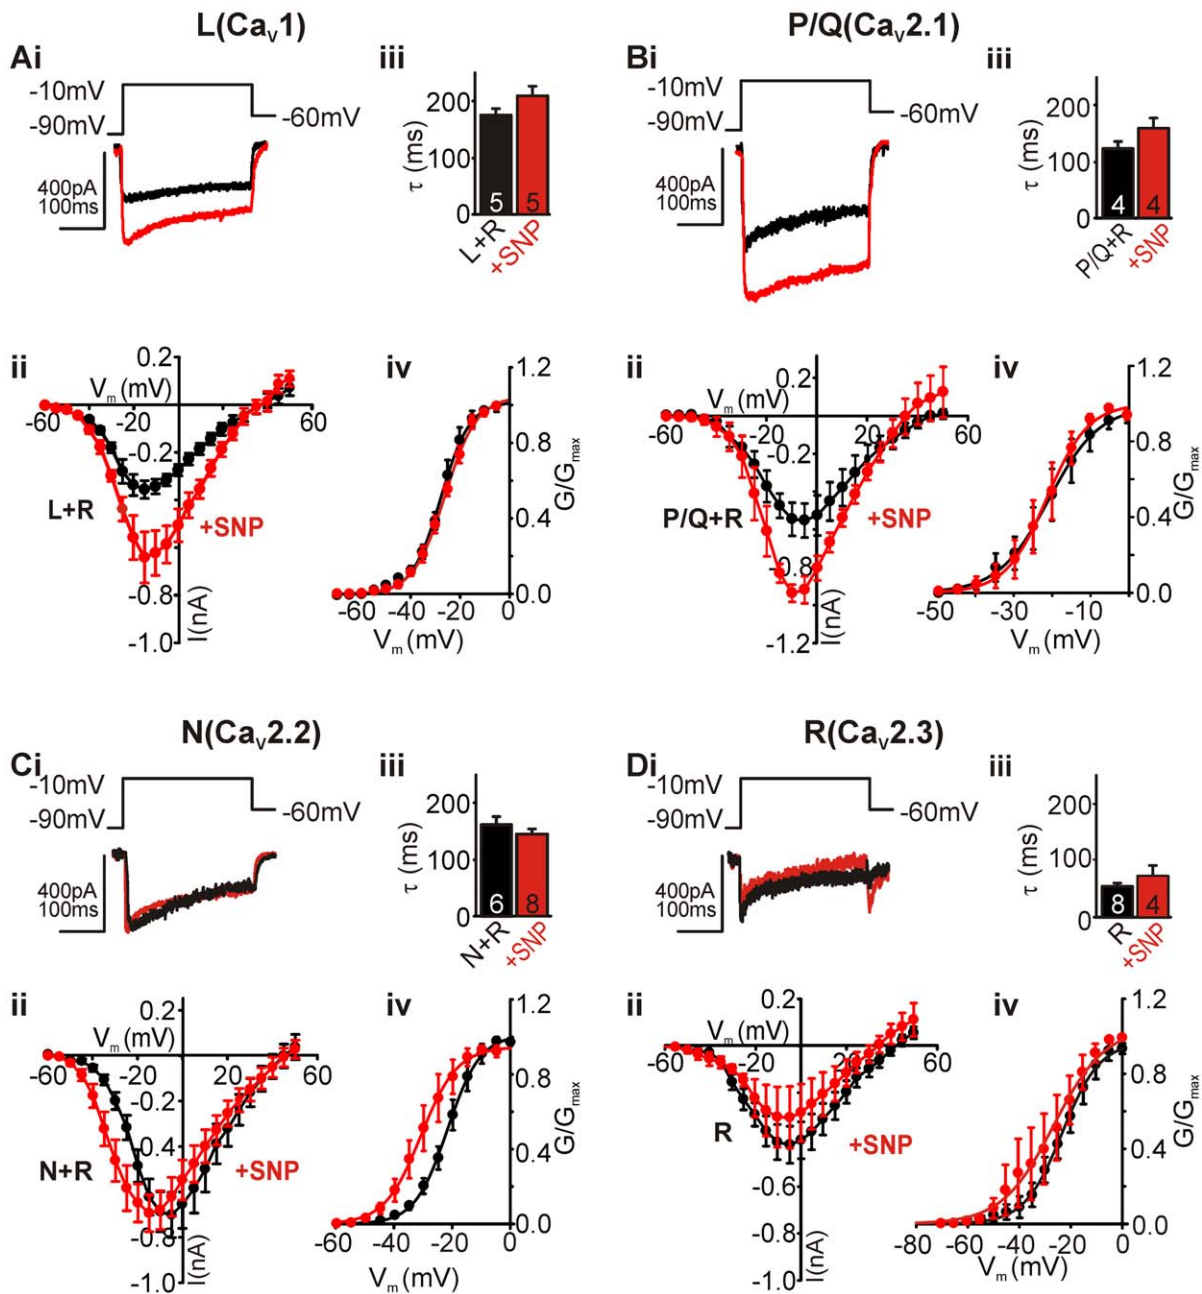 L(Cav1)
P/Q(Cav2.1)
Ai
iii
Bi
iii
-10mV
-90mV
-60mV
400pA
100ms
τ (ms)
200
100
0
5
5
L+R
+SNP
-10mV
-90mV
-60mV
400pA
100ms
τ (ms)
200
100
0
4
4
P/Q+R
+SNP
ii
iv
ii
iv
0.2
Vm (mV)
-60
-20
20
60
-0.2
L+R
+SNP
-0.8
-1.0
I(nA)
1.2
0.8
0.4
0.0
G/Gmax
-60
-40
-20
0
Vm (mV)
0.2
Vm (mV)
-60
-20
20
60
-0.2
P/Q+R
+SNP
-0.8
-1.2
I(nA)
1.2
0.8
0.4
0.0
G/Gmax
-50
-30
-10
Vm (mV)
N(Cav2.2)
R(Cav2.3)
Ci
iii
Di
iii
-10mV
-90mV
-60mV
400pA
100ms
τ (ms)
200
100
0
6
8
N+R
+SNP
-10mV
-90mV
-60mV
400pA
100ms
τ (ms)
200
100
0
8
4
R
+SNP
ii
iv
ii
iv
0.2
Vm (mV)
-60
-20
20
60
-0.2
-0.4
N+R
+SNP
-0.8
-1.0
I(nA)
1.2
0.8
0.4
0.0
G/Gmax
-60
-40
-20
0
Vm (mV)
0.2
Vm (mV)
-60
-20
20
60
R
+SNP
-0.6
-0.8
-1.0
I(nA)
1.2
0.8
0.4
0.0
G/Gmax
-80
-60
-40
-20
0
Vm (mV)